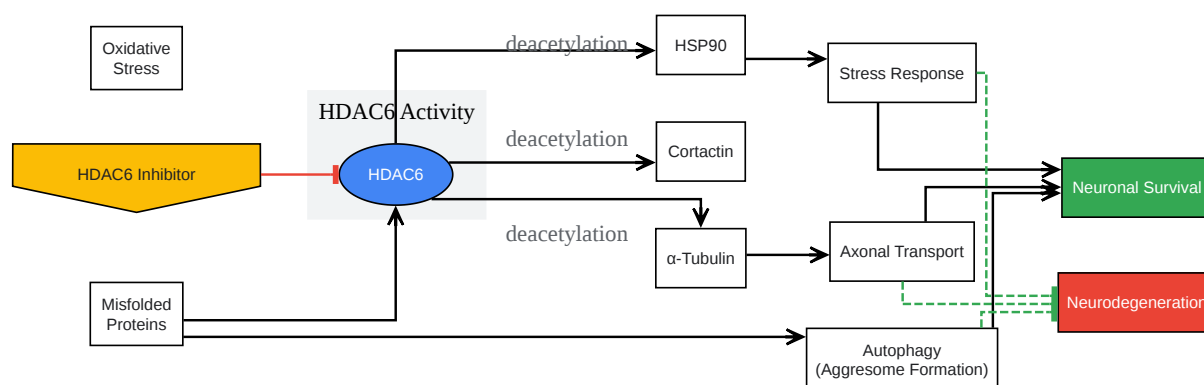 Oxidative
Stress
deacetylation
HSP90
Stress Response
HDAC6 Activity
deacetylation
Cortactin
HDAC6 Inhibitor
HDAC6
Neuronal Survival
deacetylation
α-Tubulin
Axonal Transport
Misfolded
Proteins
Neurodegeneration
Autophagy
(Aggresome Formation)